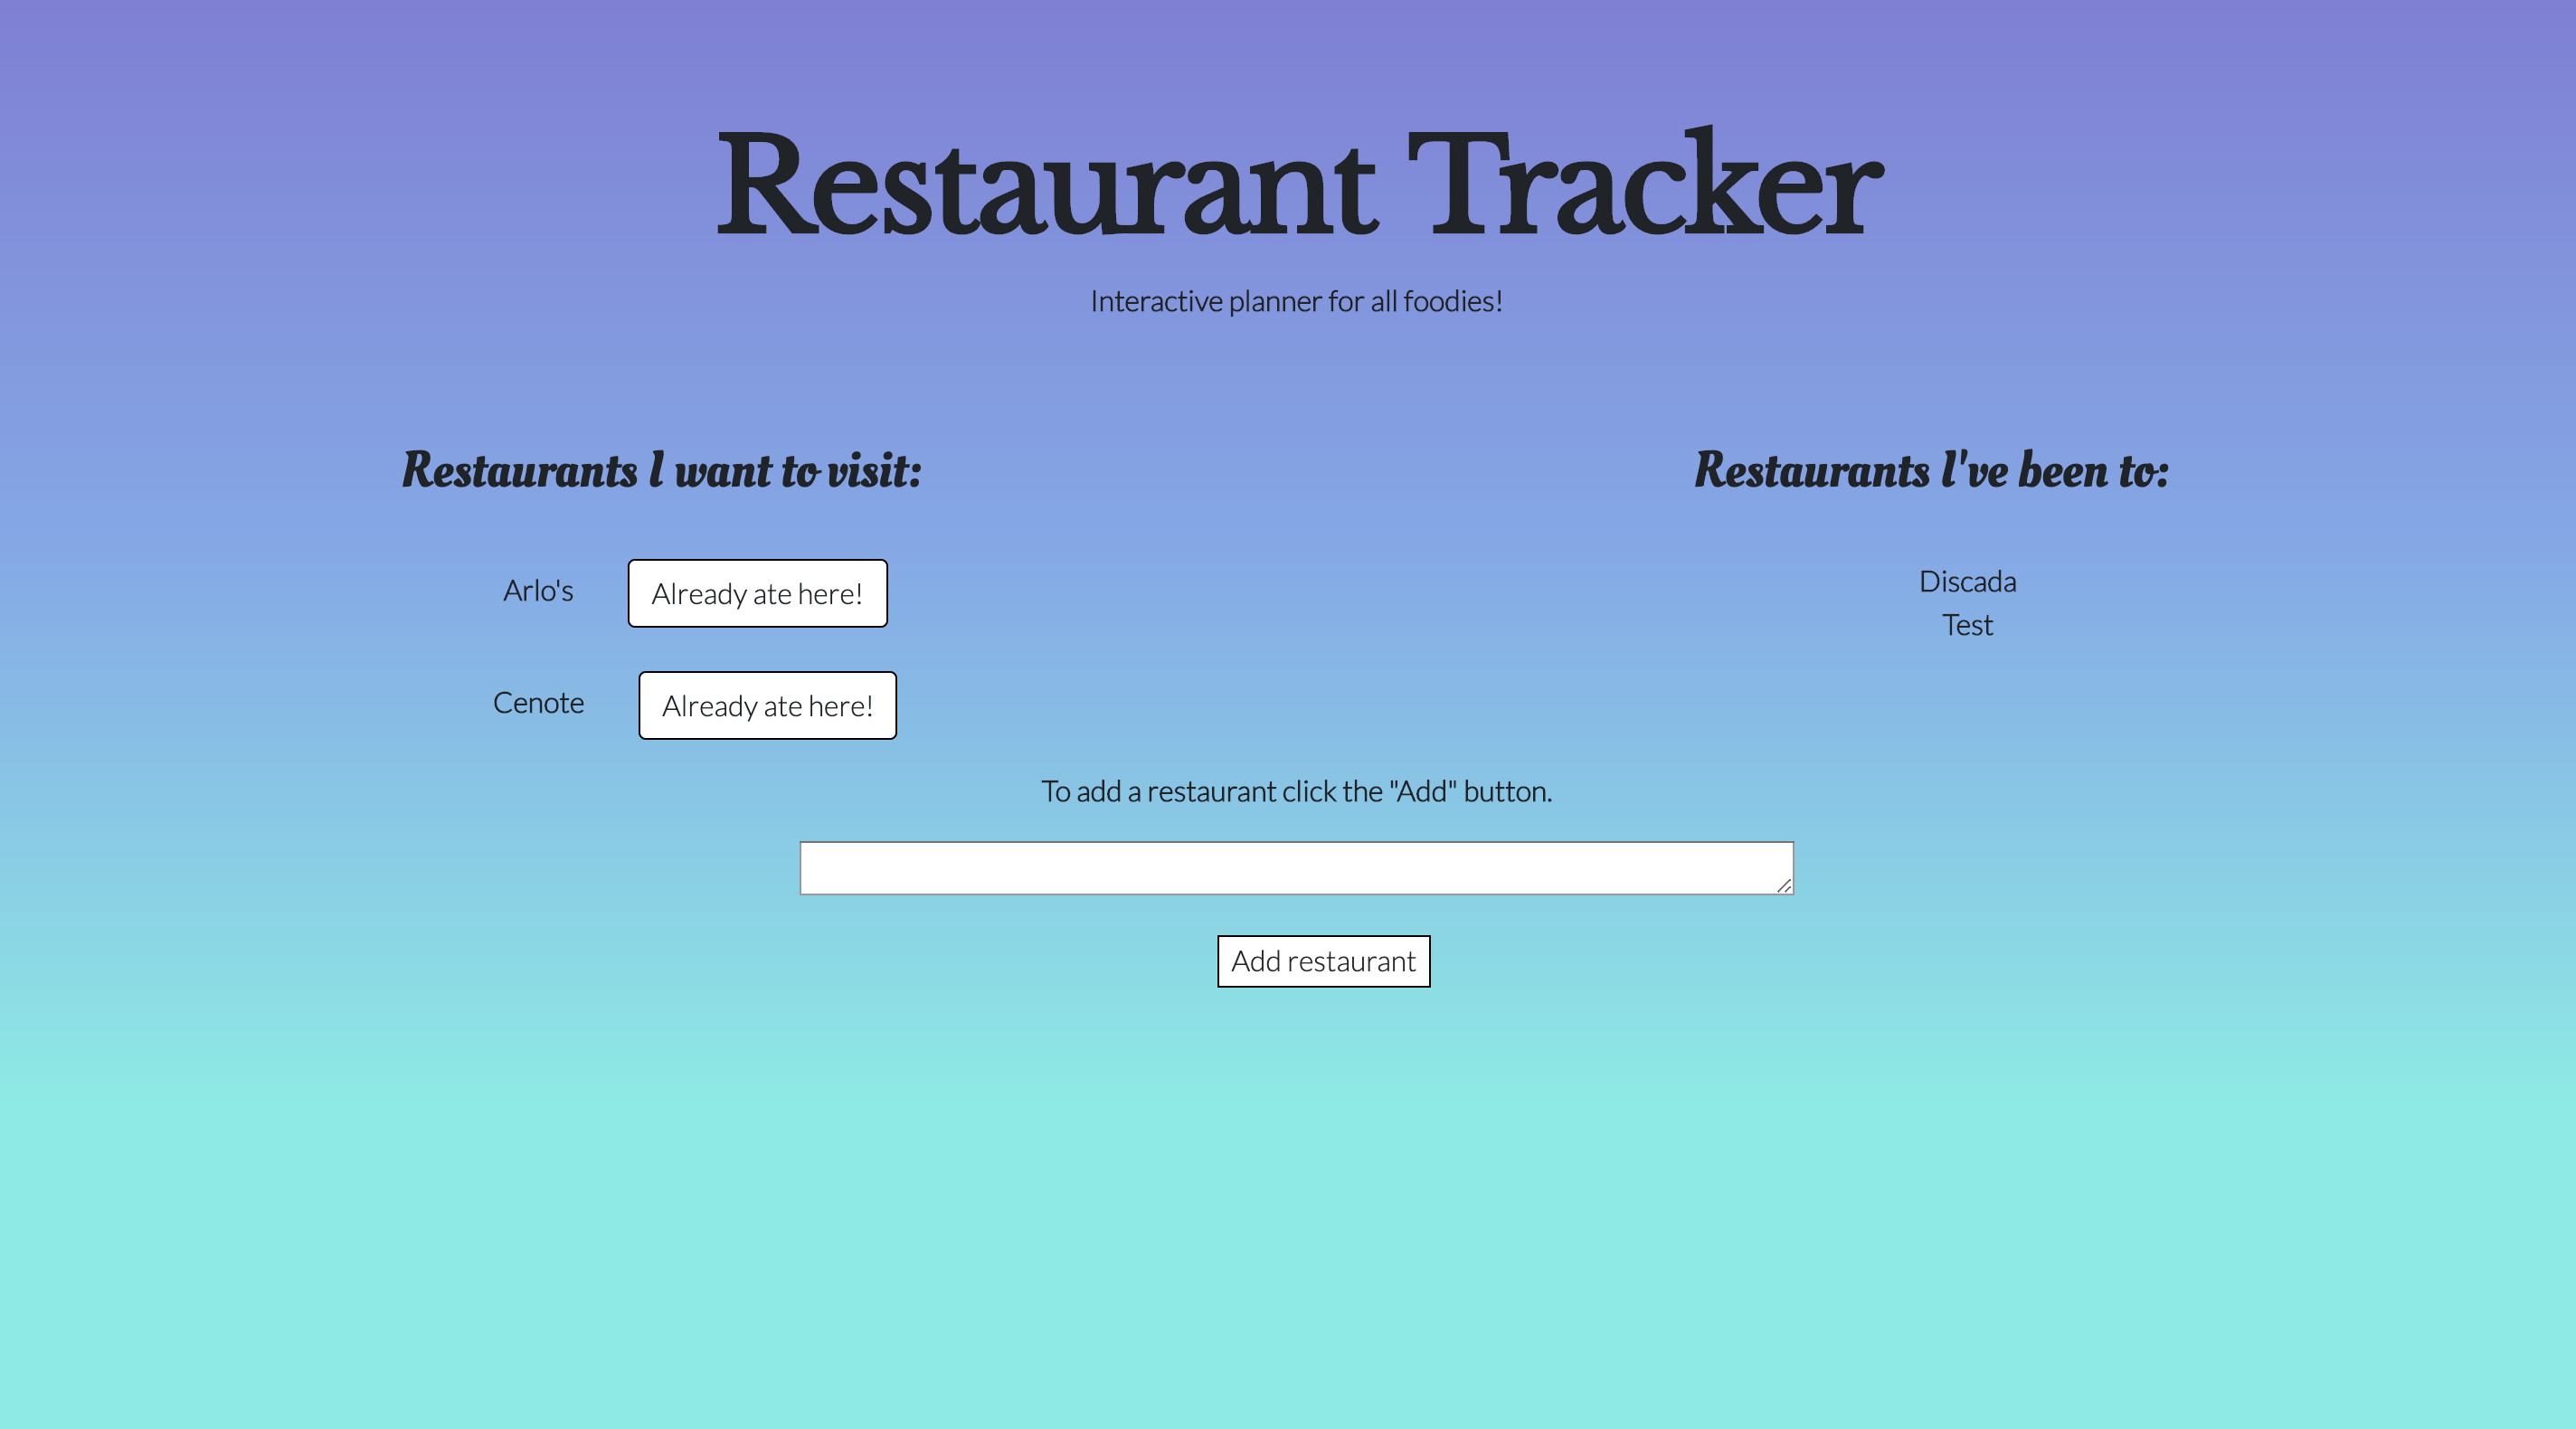 Restaurant Tracker
Interactive planner for all foodies!
Restaurants I want to visit:
Arlo's
Already ate here!
Cenote
Already ate here!
Restaurants I've been to:
Discada
Test
To add a restaurant click the "Add" button.
Add restaurant